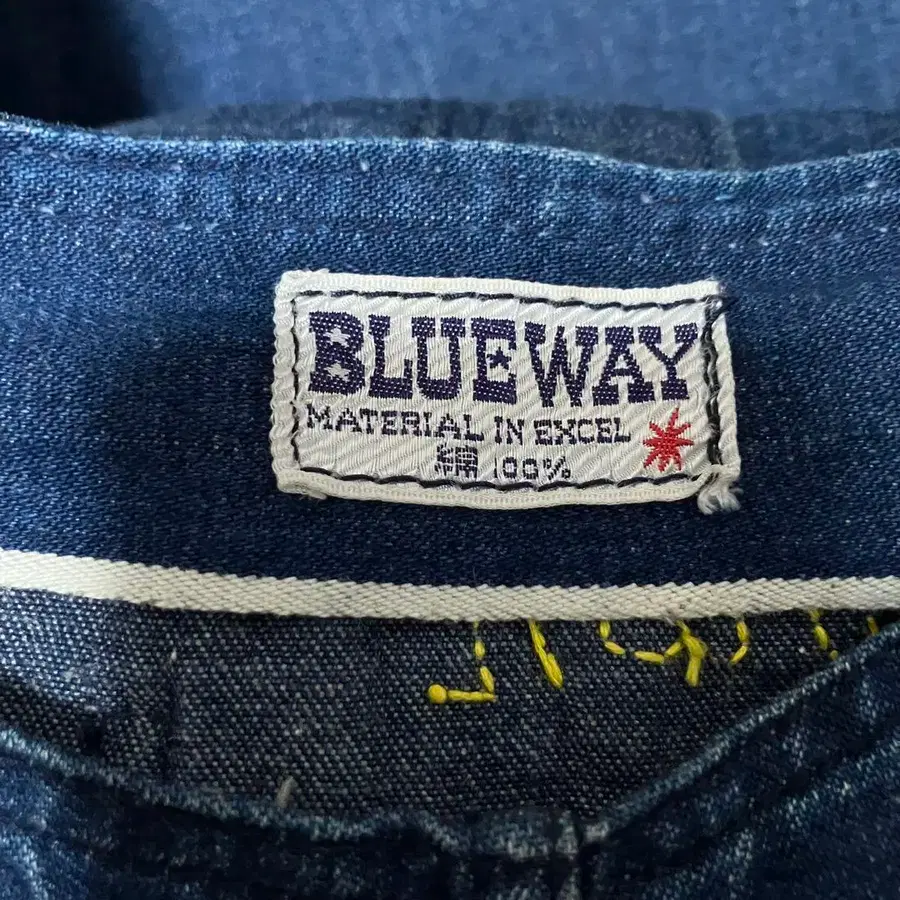 BLUEWAY
MATERIAL IN EXCEL
綿 100%